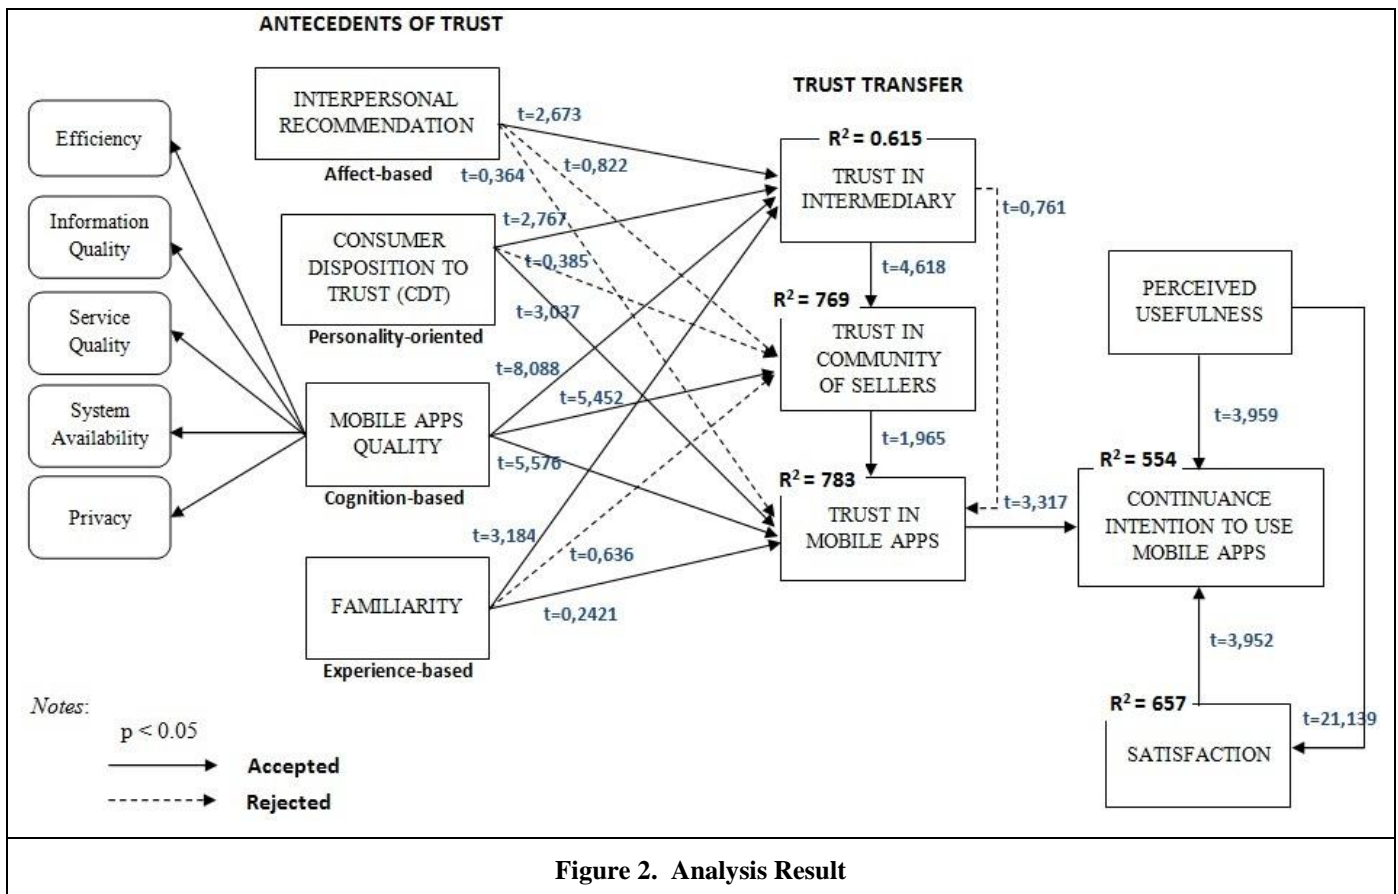 ANTECEDENTS OF TRUST
TRUST TRANSFER
Efficiency
Information
Quality
Service
Quality
System
Availability
Privacy
INTERPERSONAL
RECOMMENDATION
Affect-based
CONSUMER
DISPOSITION TO
TRUST (CDT)
Personality-oriented
MOBILE APPS
QUALITY
Cognition-based
FAMILIARITY
Experience-based
t=2,673
t=0,822
t=0,364
t=2,767
t=0,385
t=3,037
t=8,088
t=5,452
t=5,576
t=3,184
t=0,636
t=0,2421
R² = 0.615
TRUST IN
INTERMEDIARY
t=0,761
t=4,618
R² = 769
TRUST IN
COMMUNITY
OF SELLERS
t=1,965
R² = 783
TRUST IN
MOBILE APPS
t=3,317
PERCEIVED
USEFULNESS
t=3,959
R² = 554
CONTINUANCE
INTENTION TO USE
MOBILE APPS
t=3,952
R² = 657
t=21,139
SATISFACTION
Notes:
p < 0.05
Accepted
Rejected
Figure 2. Analysis Result